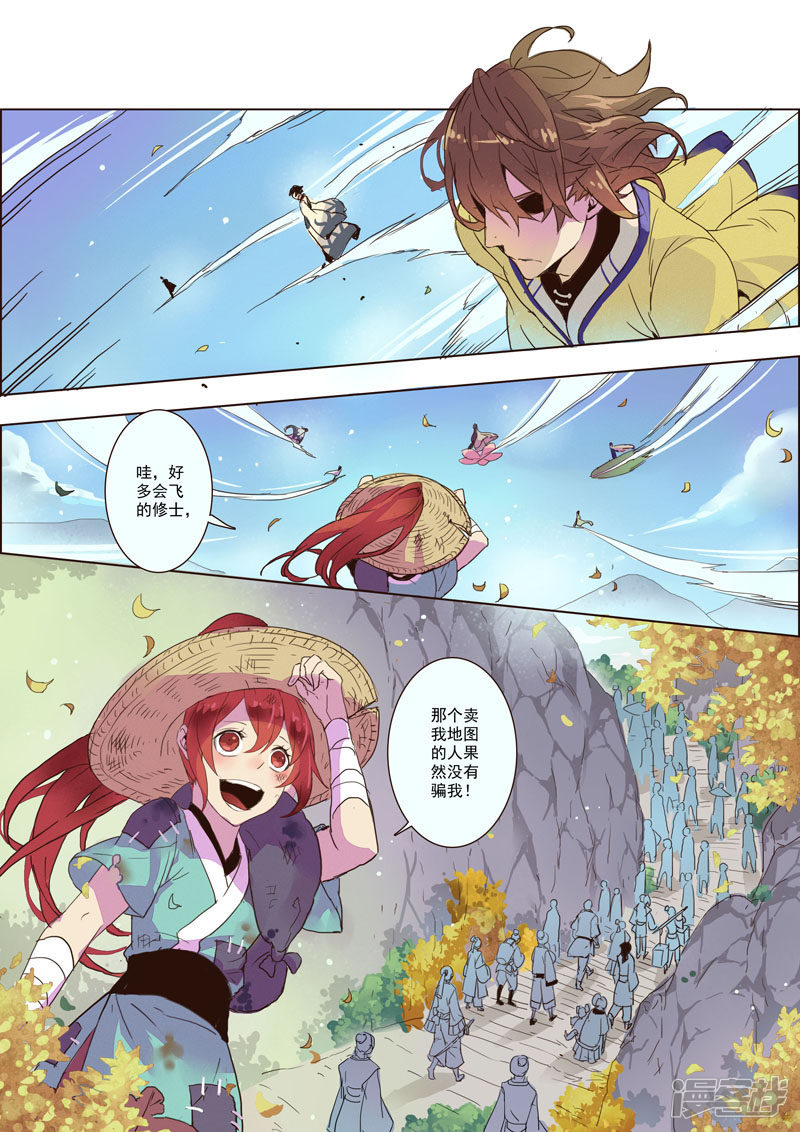 哇，好
多会飞
的修士，
那个卖
我地图
的人果
然没有
骗我！
漫客栈